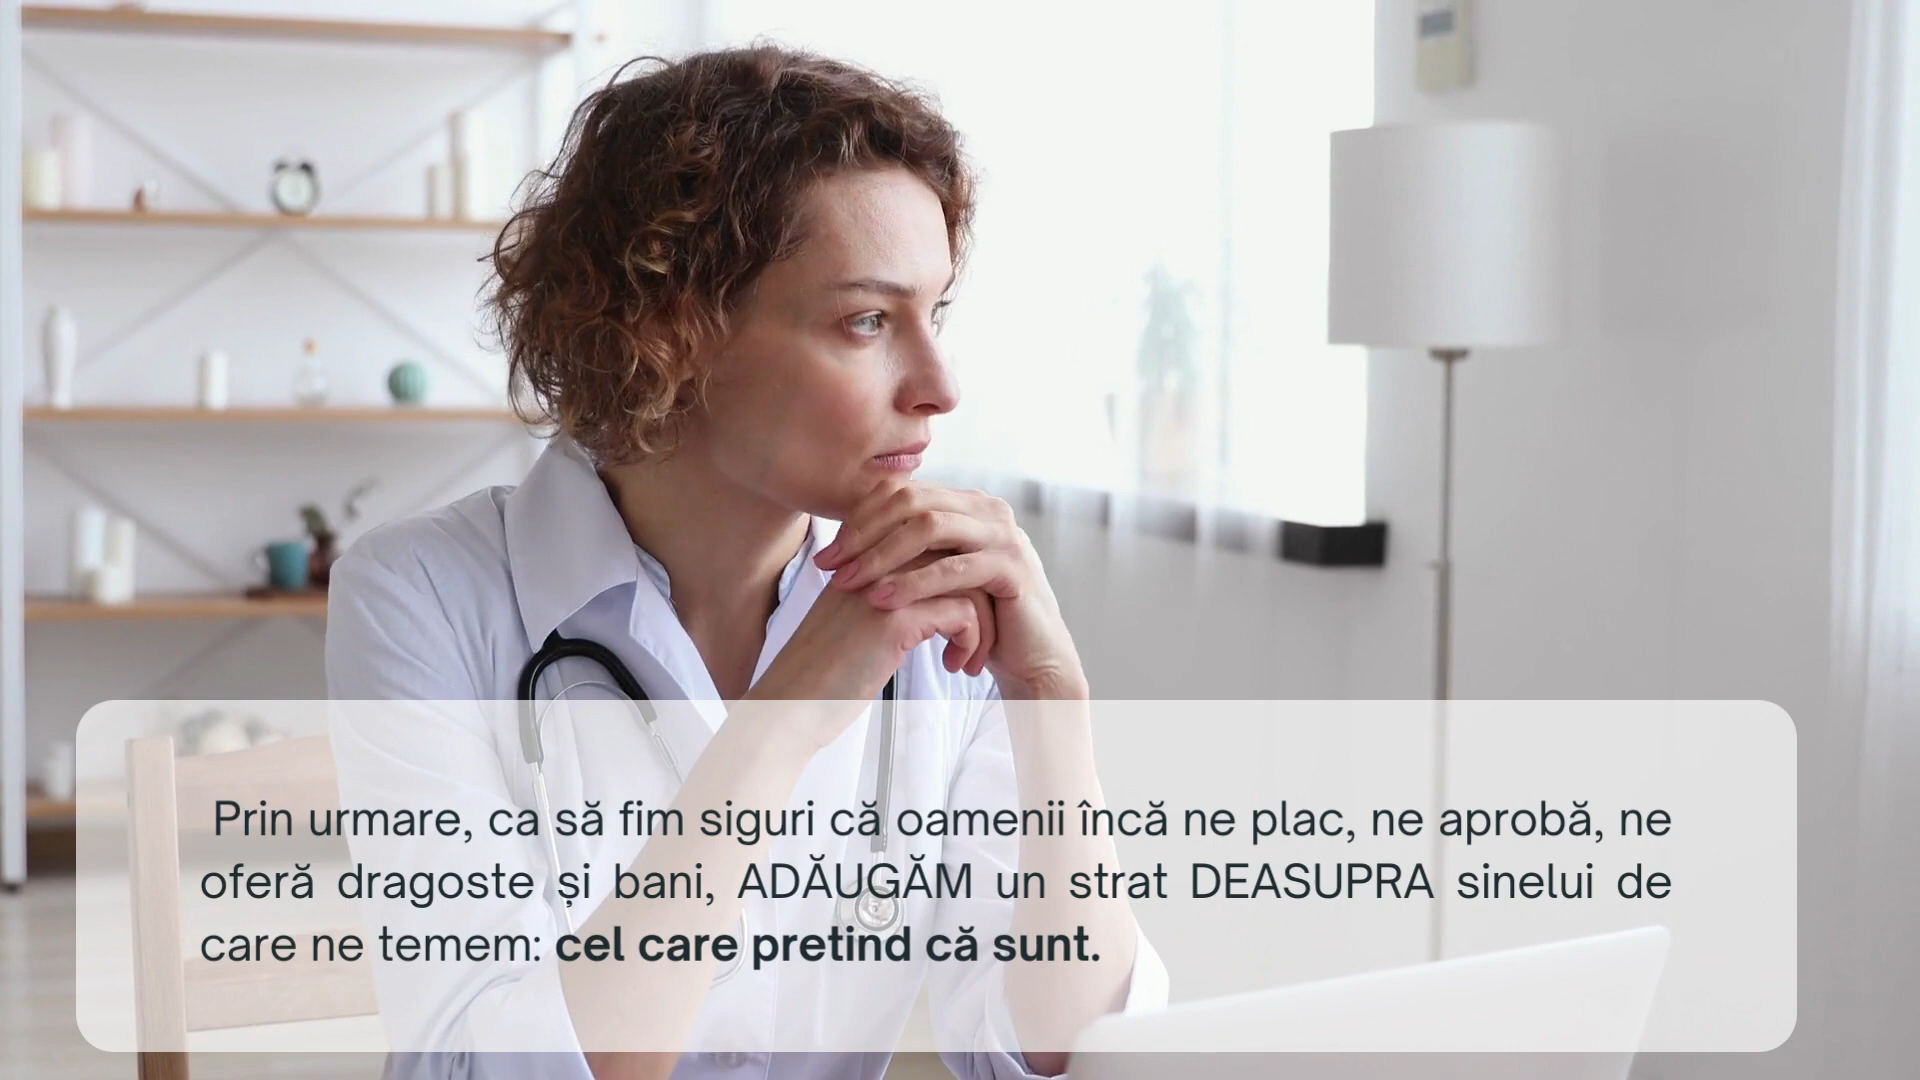 Prin urmare, ca să fim siguri că oamenii încă ne plac, ne aprobă, ne
oferă dragoste și bani, ADĂUGĂM un strat DEASUPRA sinelui de
care ne temem: cel care pretind că sunt.